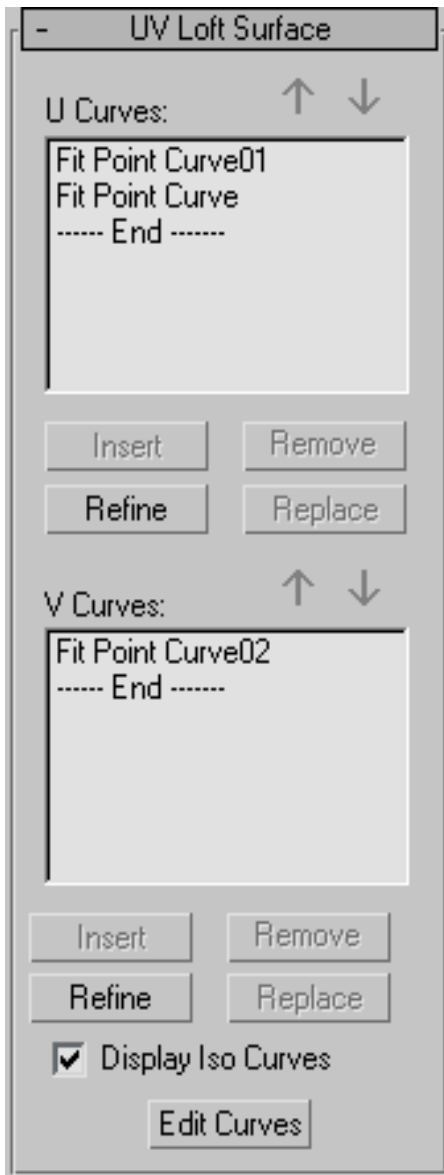 - UV Loft Surface
U Curves:
Fit Point Curve01
Fit Point Curve
------ End -------
Insert Remove
Refine Replace
V Curves:
Fit Point Curve02
------ End -------
Insert Remove
Refine Replace
Display Iso Curves
Edit Curves